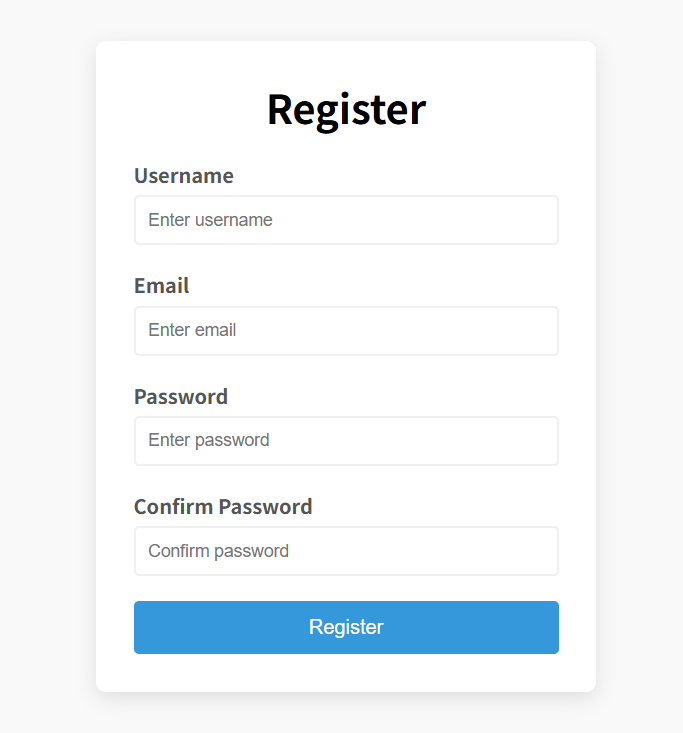 Register
Username
Enter username
Email
Enter email
Password
Enter password
Confirm Password
Confirm password
Register